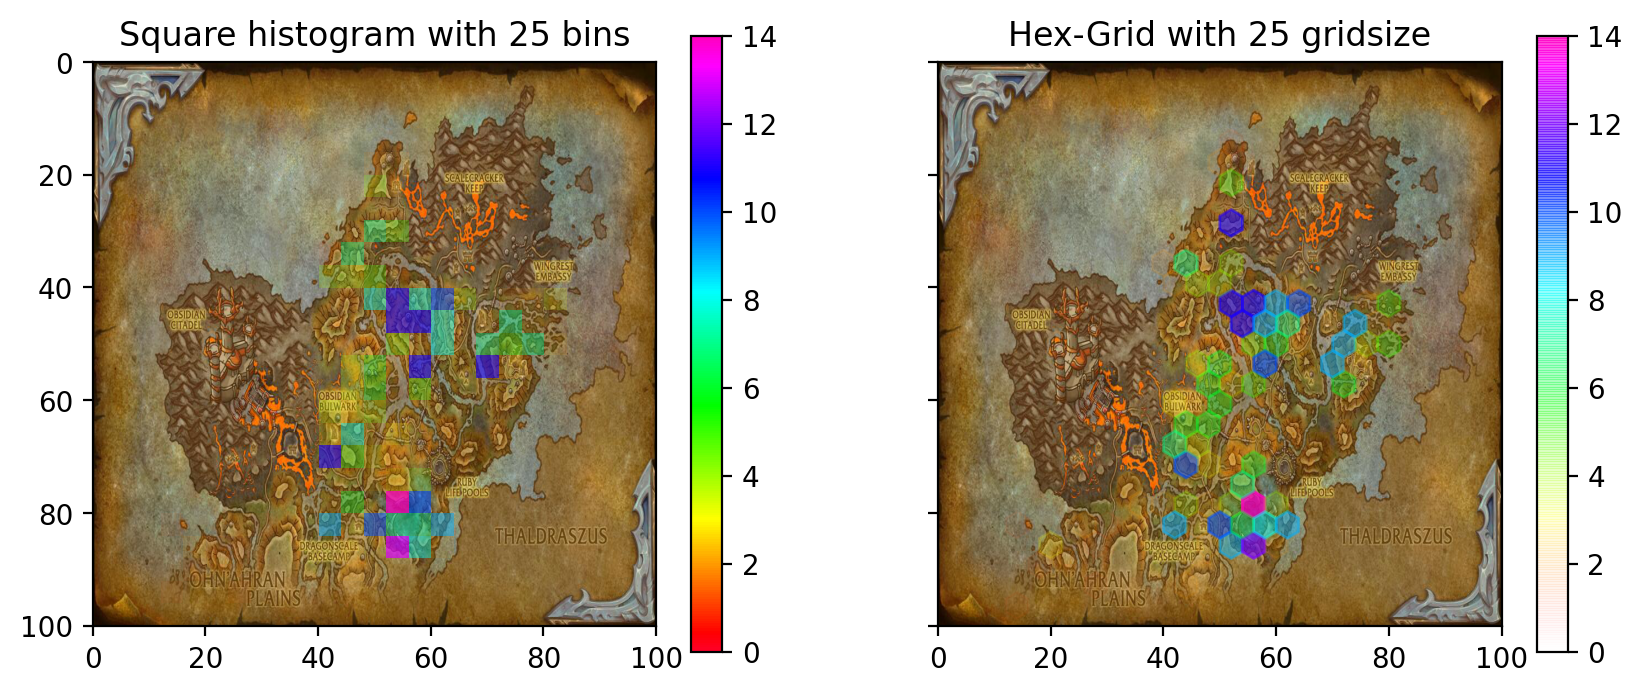 Square histogram with 25 bins
0
20
40
60
80
100
0
20
40
60
80
100
SCALECRACKER
KEEP
WINGREST
EMBASSY
OBSIDIAN
CITADEL
OBSIDIAN
BULWARK
RUBY
LIFEPOOLS
THALDRASZUS
DRAGONSCALE
BASECAMP
OHN'AHRAN
PLAINS
14
12
10
8
6
4
2
0
Hex-Grid with 25 gridsize
0
20
40
60
80
100
SCALECRACKER
KEEP
WINGREST
EMBASSY
OBSIDIAN
CITADEL
OBSIDIAN
BULWARK
RUBY
LIFEPOOLS
THALDRASZUS
DRAGONSCALE
BASECAMP
OHN'AHRAN
PLAINS
14
12
10
8
6
4
2
0